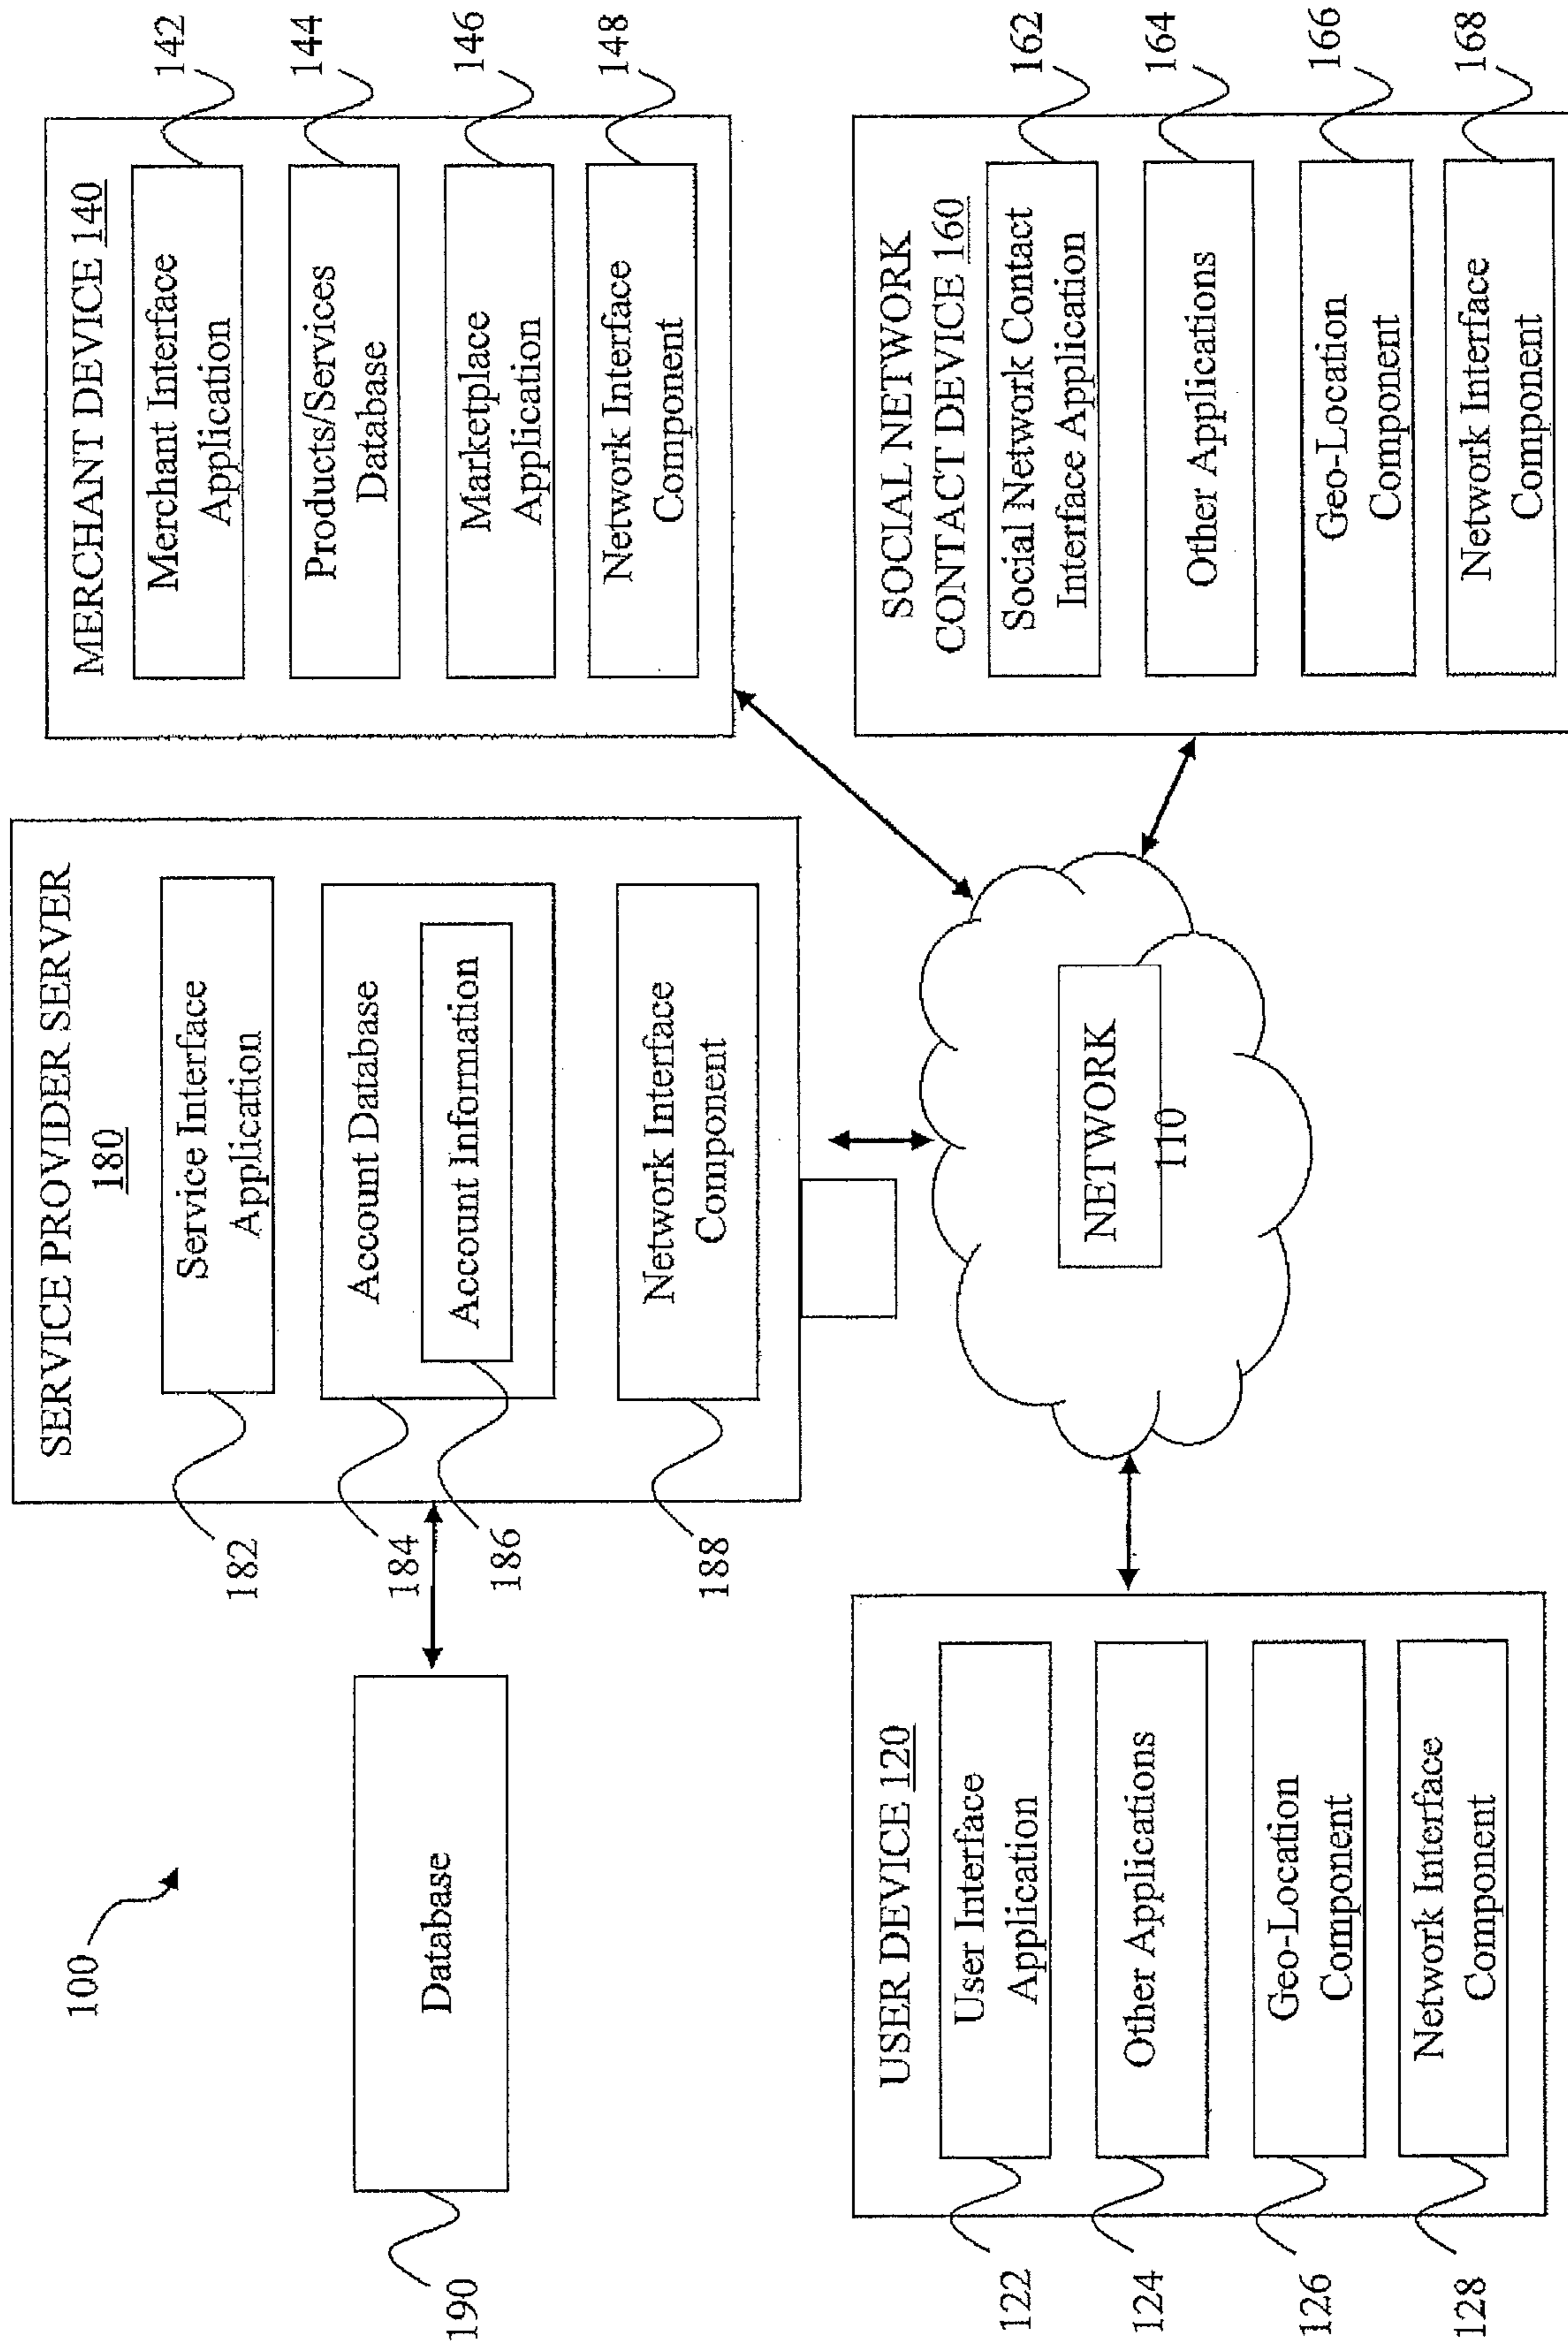 100
190
Database
SERVICE PROVIDER SERVER
180
182
Service Interface
Application
184
Account Database
186
Account Information
188
Network Interface
Component
MERCHANT DEVICE 140
Merchant Interface
Application
142
Products/Services
Database
144
Marketplace
Application
146
Network Interface
Component
148
USER DEVICE 120
122
User Interface
Application
124
Other Applications
126
Geo-Location
Component
128
Network Interface
Component
NETWORK
110
SOCIAL NETWORK
CONTACT DEVICE 160
Social Network Contact
Interface Application
162
Other Applications
164
Geo-Location
Component
166
Network Interface
Component
168